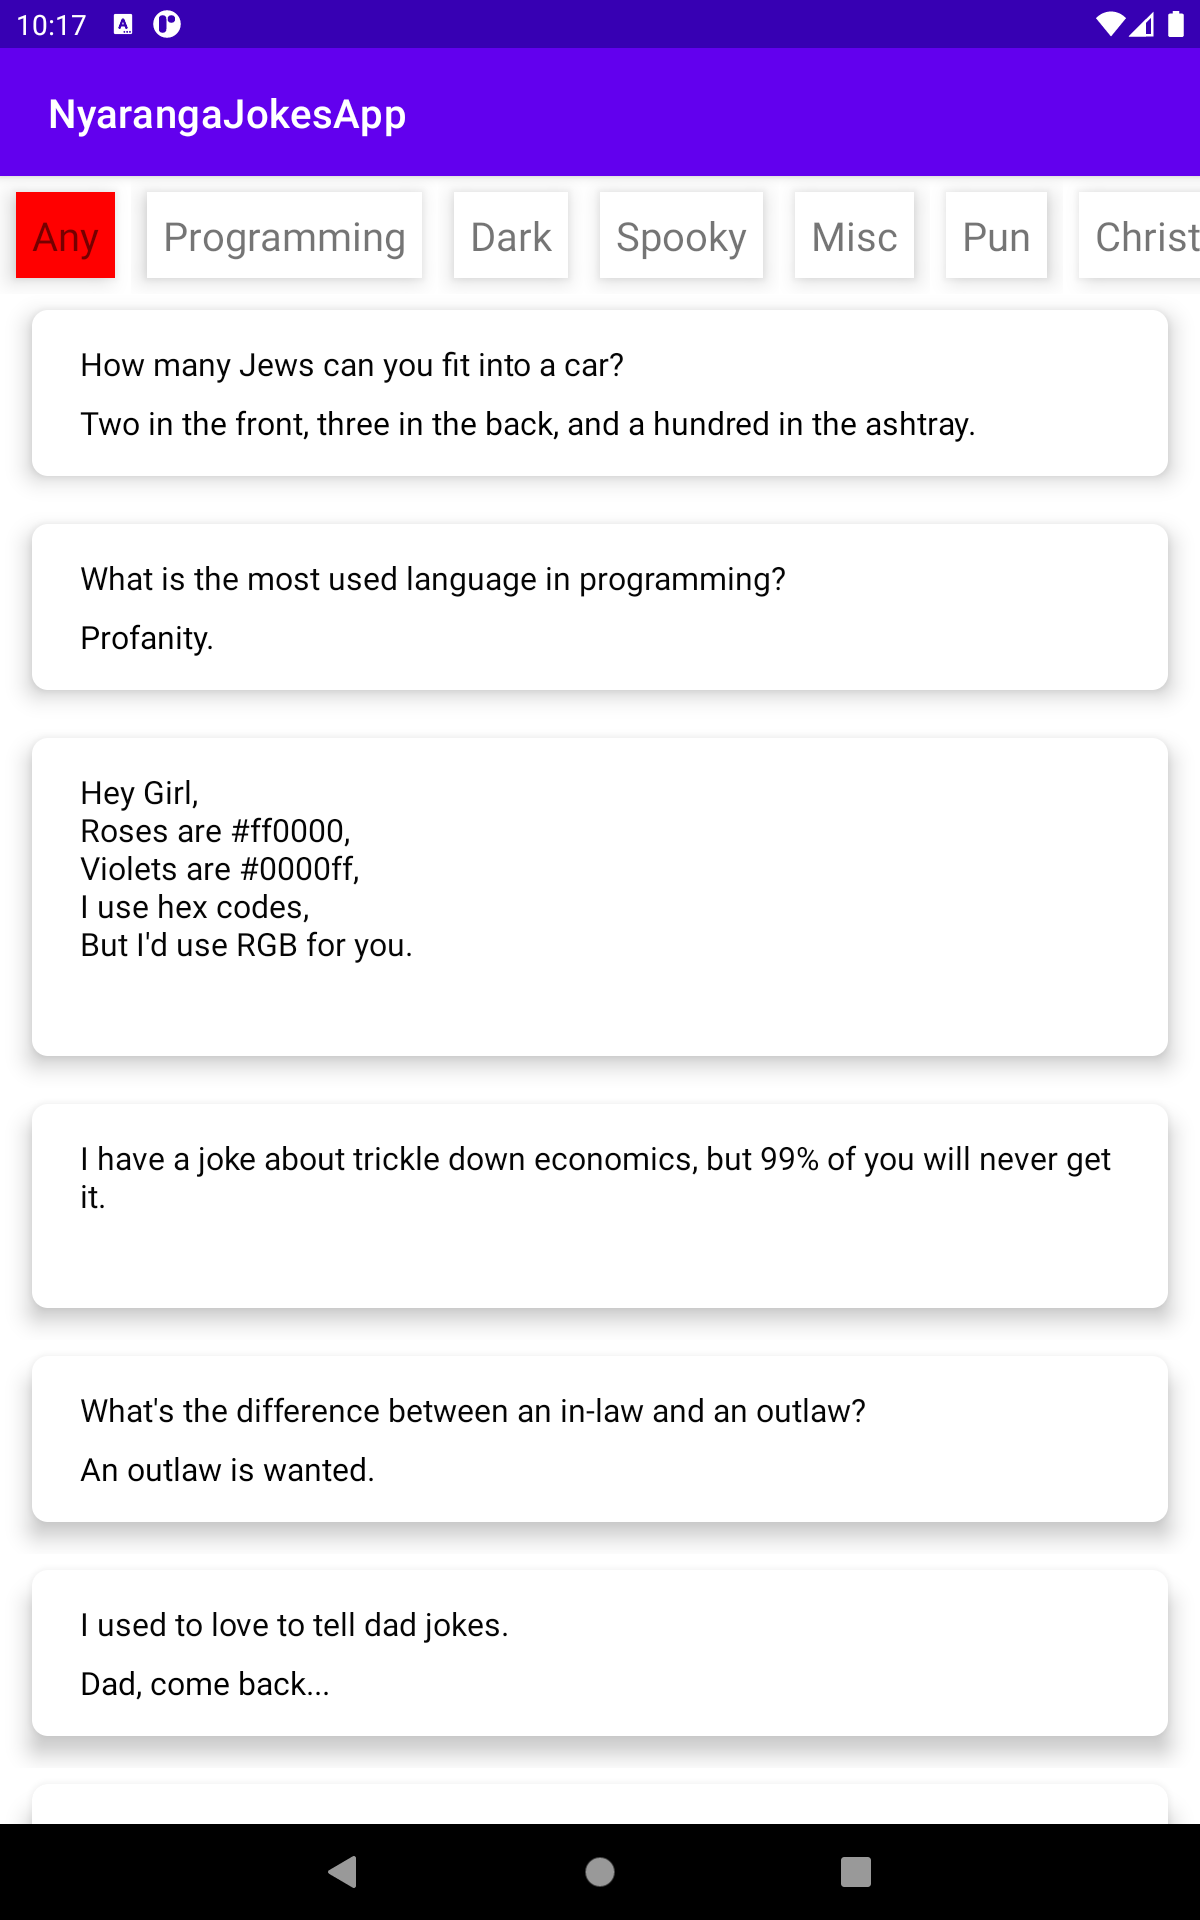 10:17
NyarangaJokesApp
Any Programming Dark Spooky Misc Pun Christ
How many Jews can you fit into a car?
Two in the front, three in the back, and a hundred in the ashtray.
What is the most used language in programming?
Profanity.
Hey Girl,
Roses are #ff0000,
Violets are #0000ff,
I use hex codes,
But I'd use RGB for you.
I have a joke about trickle down economics, but 99% of you will never get
it.
What's the difference between an in-law and an outlaw?
An outlaw is wanted.
I used to love to tell dad jokes.
Dad, come back...